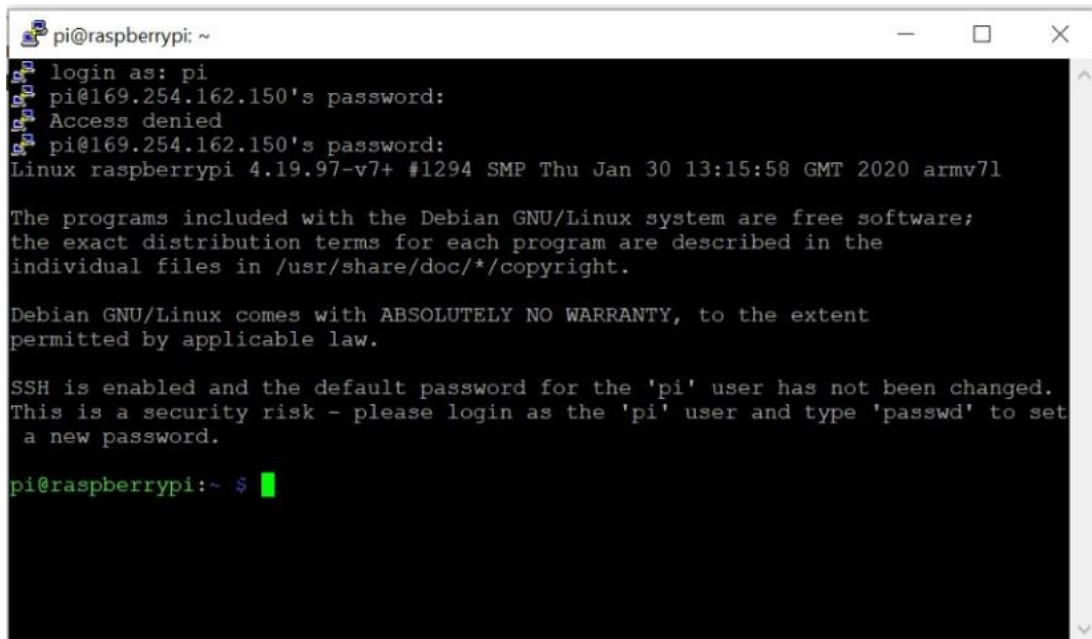 pi@raspberrypi: ~
login as: pi
pi@169.254.162.150's password:
Access denied
pi@169.254.162.150's password:
Linux raspberrypi 4.19.97-v7+ #1294 SMP Thu Jan 30 13:15:58 GMT 2020 armv7l
The programs included with the Debian GNU/Linux system are free software;
the exact distribution terms for each program are described in the
individual files in /usr/share/doc/*/copyright.
Debian GNU/Linux comes with ABSOLUTELY NO WARRANTY, to the extent
permitted by applicable law.
SSH is enabled and the default password for the 'pi' user has not been changed.
This is a security risk - please login as the 'pi' user and type 'passwd' to set
a new password.
pi@raspberrypi:~ $